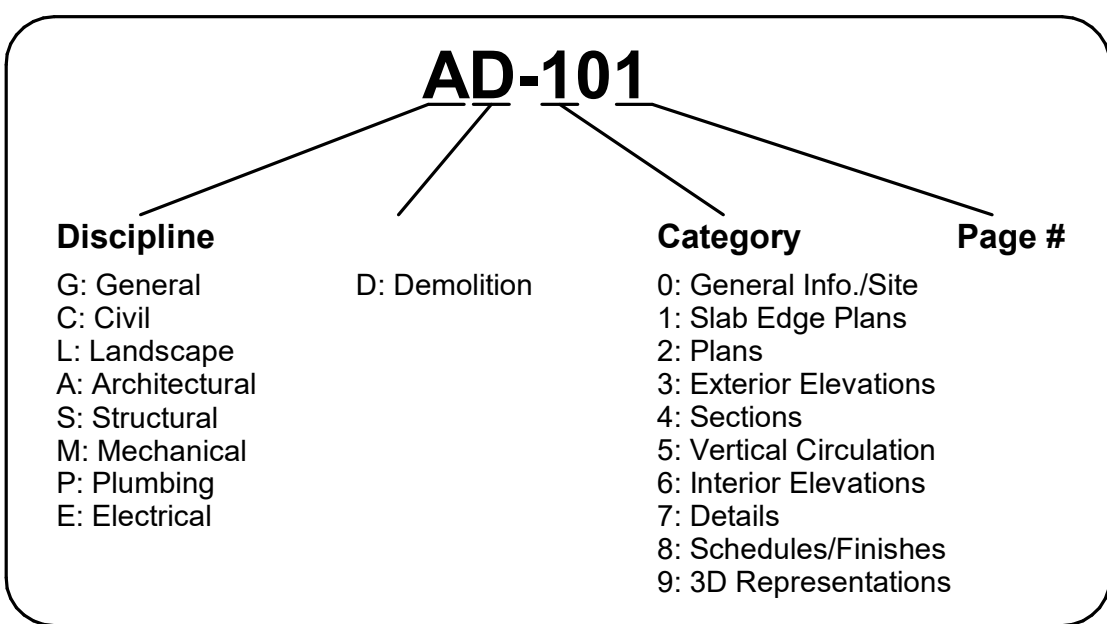 AD-101
Discipline
G: General
C: Civil
L: Landscape
A: Architectural
S: Structural
M: Mechanical
P: Plumbing
E: Electrical
D: Demolition
Category
0: General Info./Site
1: Slab Edge Plans
2: Plans
3: Exterior Elevations
4: Sections
5: Vertical Circulation
6: Interior Elevations
7: Details
8: Schedules/Finishes
9: 3D Representations
Page #